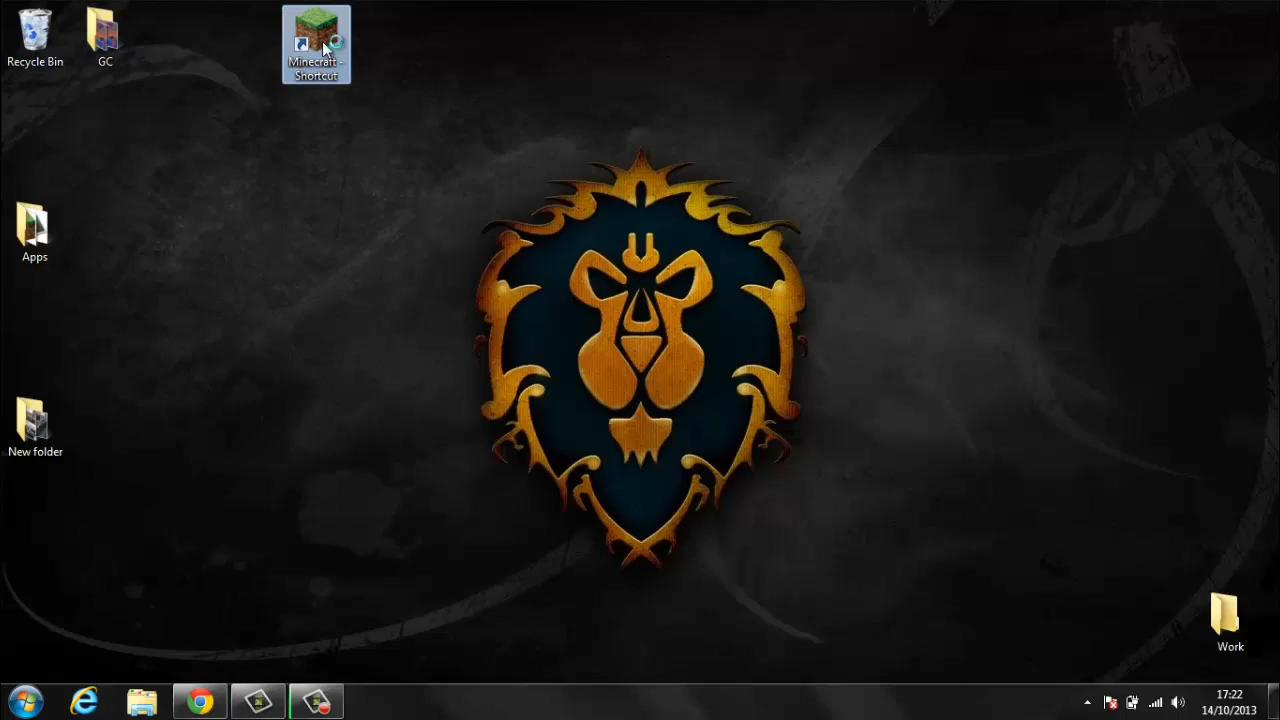 Recycle Bin
GC
Minecraft -
Shortcut
Apps
New folder
Work
17:22
14/10/2013